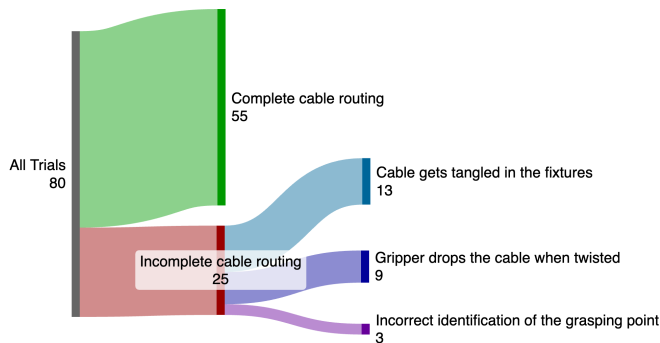 All Trials
80
Complete cable routing
55
Incomplete cable routing
25
Cable gets tangled in the fixtures
13
Gripper drops the cable when twisted
9
Incorrect identification of the grasping point
3